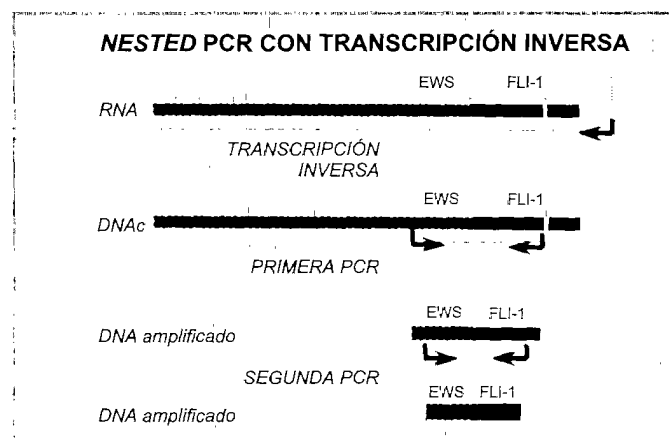 NESTED PCR CON TRANSCRIPCIÓN INVERSA
EWS FLI-1
RNA
TRANSCRIPCIÓN
INVERSA
EWS FLI-1
DNAc
PRIMERA PCR
EWS FLI-1
DNA amplificado
SEGUNDA PCR
EWS FLI-1
DNA amplificado